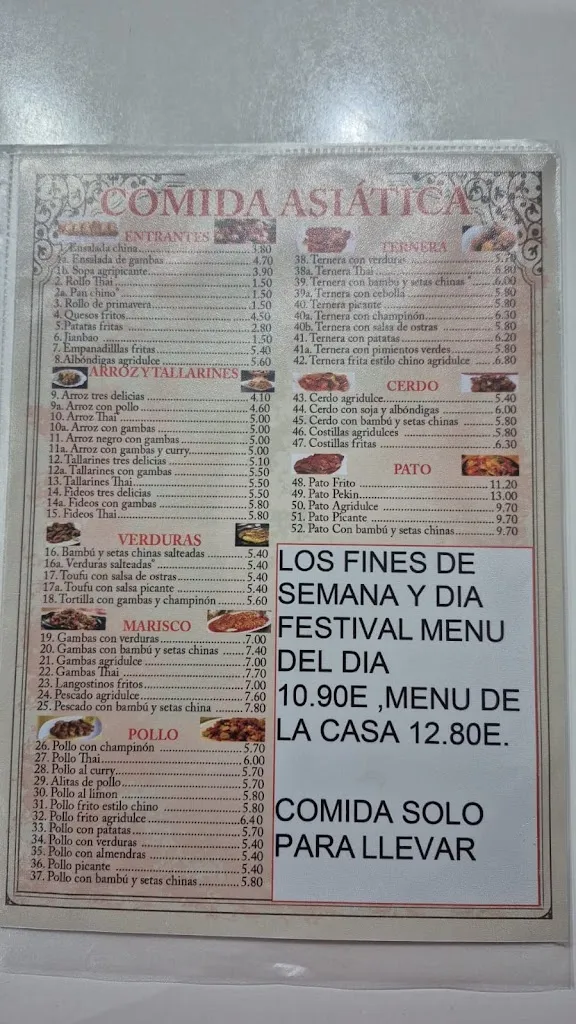 COMIDA ASIÁTICA
ENTRANTES
1. Ensalada china 3.80
1a. Ensalada de gambas 4.70
1b. Sopa agripicante 3.90
2. Rollo Thai 1.50
2a. Pan chino* 1.50
3. Rollo de primavera 1.50
4. Quesos fritos 4.50
5.Patatas fritas 2.80
6. Jianbao 1.50
7. Empanadilllas fritas 5.40
8.Albóndigas agridulce 5.60
ARROZ Y TALLARINES
9. Arroz tres delicias 4.10
9a. Arroz con pollo 4.60
10. Arroz Thai 5.00
10a. Arroz con gambas 5.00
11. Arroz negro con gambas 5.00
11a. Arroz con gambas y curry 5.00
12. Tallarines tres delicias 5.10
12a. Tallarines con gambas 5.50
13. Tallarines Thai 5.50
14. Fideos tres delicias 5.50
14a. Fideos con gambas 5.80
15. Fideos Thai 5.80
VERDURAS
16. Bambú y setas chinas salteadas 5.40
16a. Verduras salteadas* 5.40
17. Toufu con salsa de ostras 5.40
17a. Toufu con salsa picante 5.40
18. Tortilla con gambas y champiñón 5.60
MARISCO
19. Gambas con verduras 7.00
20. Gambas con bambú y setas chinas 7.40
21. Gambas agridulce 7.00
22. Gambas Thai 7.70
23. Langostinos fritos 7.00
24. Pescado agridulce 7.60
25. Pescado con bambú y setas china 7.80
POLLO
26. Pollo con champiñón 5.70
27. Pollo Thai 6.00
28. Pollo al curry 5.70
29. Alitas de pollo 5.70
30. Pollo al limon 5.80
31. Pollo frito estilo chino 5.80
32. Pollo frito agridulce 6.40
33. Pollo con patatas 5.70
34. Pollo con verduras 5.40
35. Pollo con almendras 5.40
36. Pollo picante 5.40
37. Pollo con bambú y setas chinas 5.80
TERNERA
38. Ternera con verduras 5.70
38a. Ternera Thai 6.80
39. Ternera con bambú y setas chinas * 6.00
39a. Ternera con cebolla 5.80
40. Ternera picante 5.80
40a. Ternera con champiñón 6.30
40b. Ternera con salsa de ostras 5.80
41. Ternera con patatas 6.20
41a. Ternera con pimientos verdes 5.80
42. Ternera frita estilo chino agridulce 6.80
CERDO
43. Cerdo agridulce 5.40
44. Cerdo con soja y albóndigas 6.00
45. Cerdo con bambú y setas chinas 5.80
46. Costillas agridulces 5.80
47. Costillas fritas 6.30
PATO
48. Pato Frito 11.20
49. Pato Pekin 13.00
50. Pato Agridulce 9.70
51. Pato Picante 9.70
52. Pato Con bambú y setas chinas 9.70
LOS FINES DE
SEMANA Y DIA
FESTIVAL MENU
DEL DIA
10.90E ,MENU DE
LA CASA 12.80E.
COMIDA SOLO
PARA LLEVAR